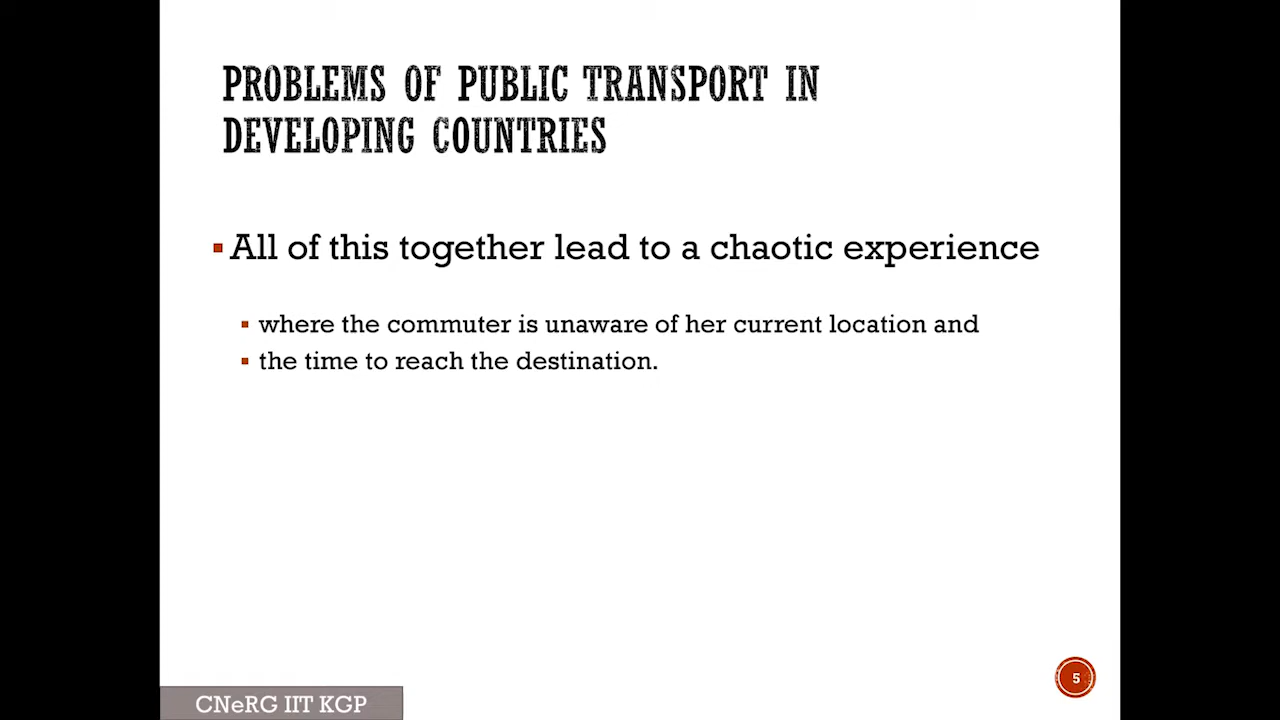 PROBLEMS OF PUBLIC TRANSPORT IN
DEVELOPING COUNTRIES
All of this together lead to a chaotic experience
where the commuter is unaware of her current location and
the time to reach the destination.
5
CNeRG IIT KGP